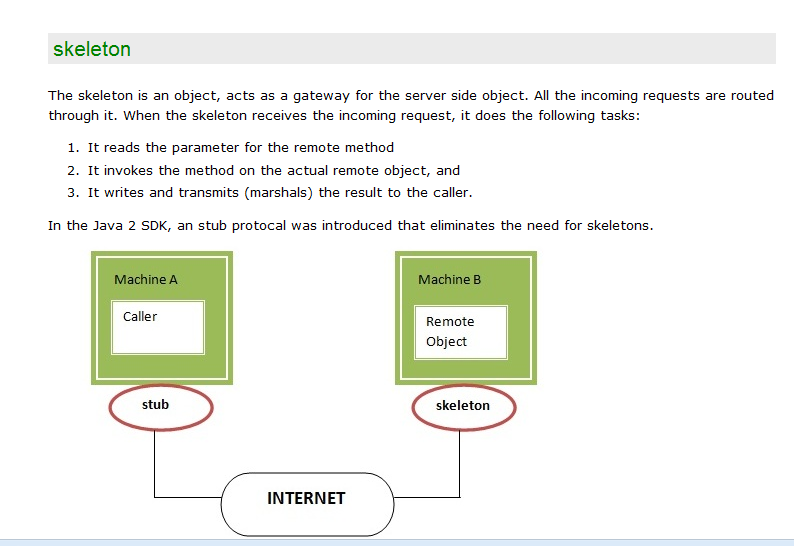 skeleton
The skeleton is an object, acts as a gateway for the server side object. All the incoming requests are routed
through it. When the skeleton receives the incoming request, it does the following tasks:
1. It reads the parameter for the remote method
2. It invokes the method on the actual remote object, and
3. It writes and transmits (marshals) the result to the caller.
In the Java 2 SDK, an stub protocal was introduced that eliminates the need for skeletons.
Machine A
Caller
stub
Machine B
Remote
Object
skeleton
INTERNET